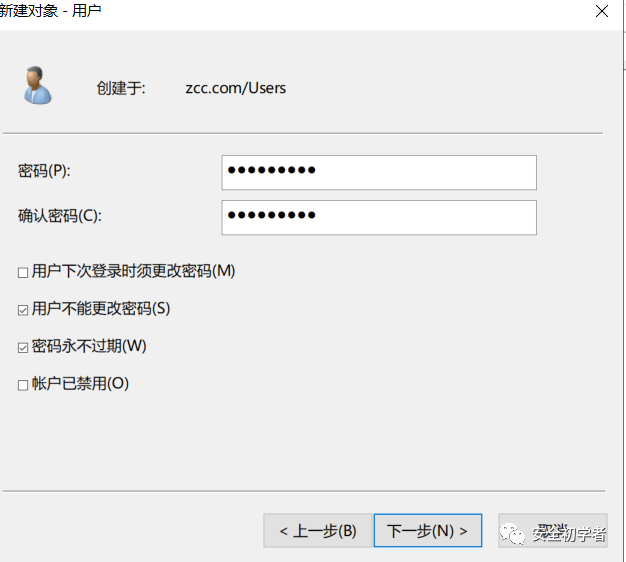 新建对象 - 用户
创建于: zcc.com/Users
密码(P): ●●●●●●●●●
确认密码(C): ●●●●●●●●●
用户下次登录时须更改密码(M)
用户不能更改密码(S)
密码永不过期(W)
帐户已禁用(O)
< 上一步(B) 下一步(N) > 取消
安全初学者